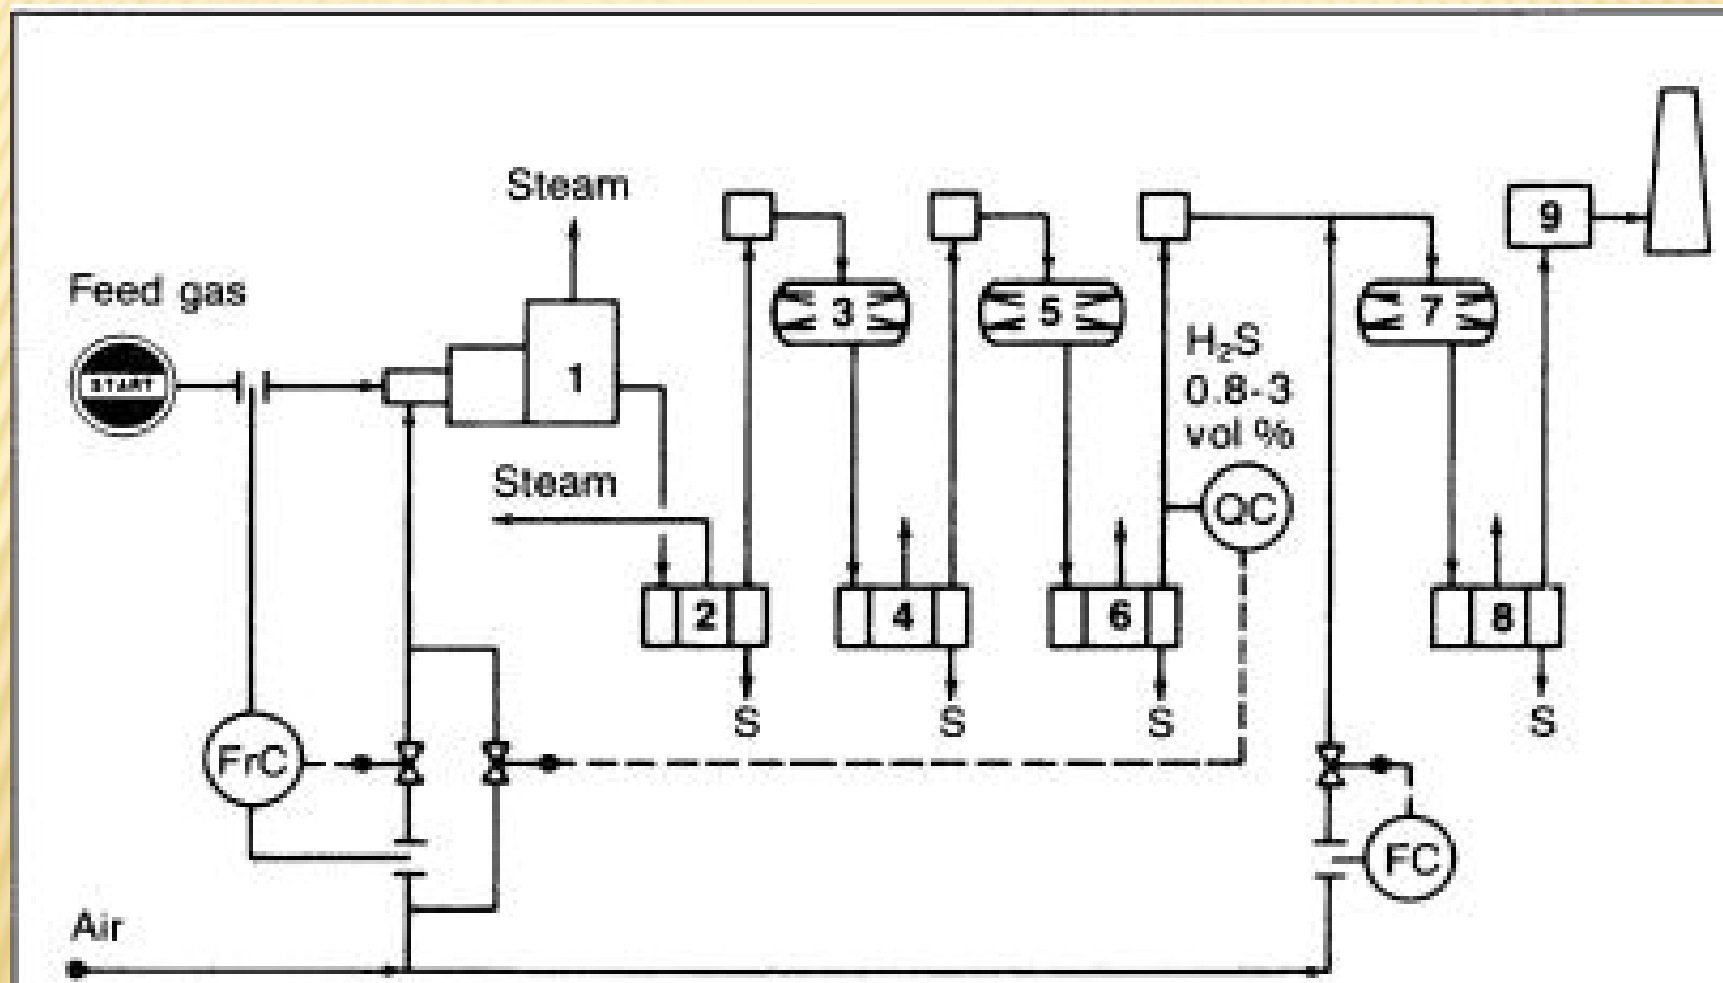 Steam
Feed gas
START
1
3
5
7
9
H₂S
0.8-3
vol %
QC
Steam
2
4
6
8
S
S
S
S
FrC
FC
Air